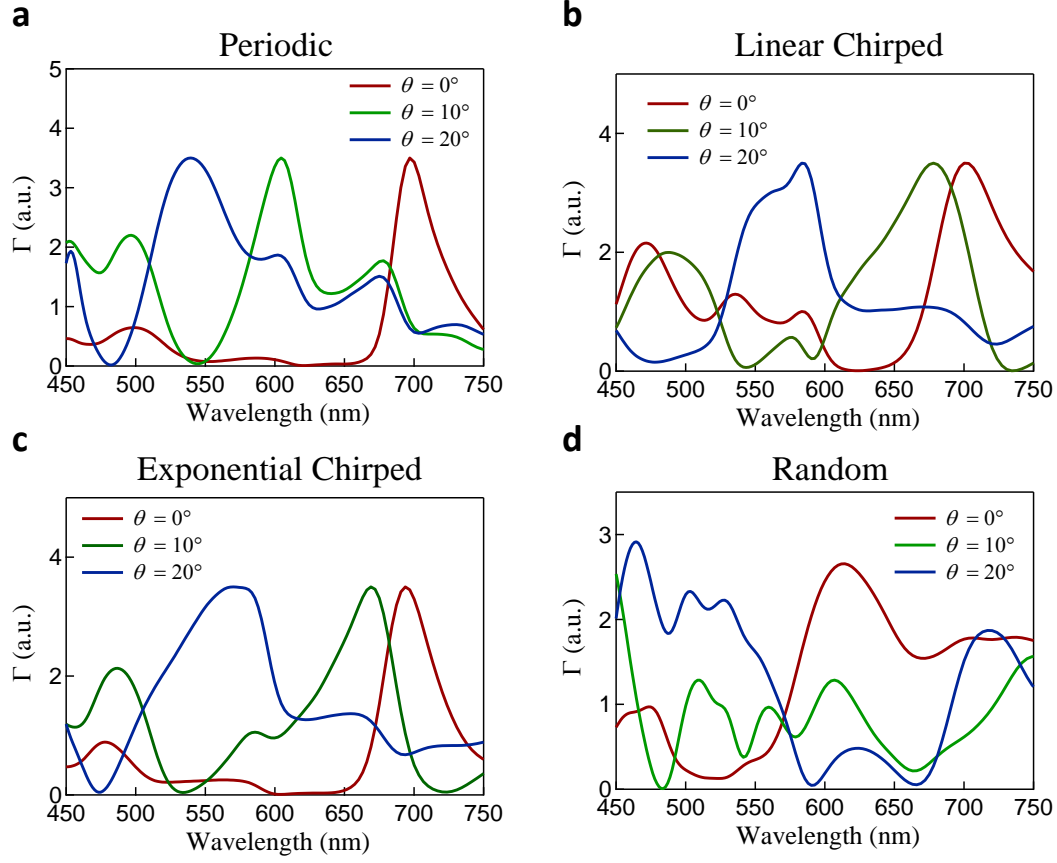 a
Periodic
5
4
3
2
1
0
Γ (a.u.)
θ = 0°
θ = 10°
θ = 20°
450 500 550 600 650 700 750
Wavelength (nm)
b
Linear Chirped
4
2
0
Γ (a.u.)
θ = 0°
θ = 10°
θ = 20°
450 500 550 600 650 700 750
Wavelength (nm)
c
Exponential Chirped
4
2
0
Γ (a.u.)
θ = 0°
θ = 10°
θ = 20°
450 500 550 600 650 700 750
Wavelength (nm)
d
Random
3
2
1
0
Γ (a.u.)
θ = 0°
θ = 10°
θ = 20°
450 500 550 600 650 700 750
Wavelength (nm)